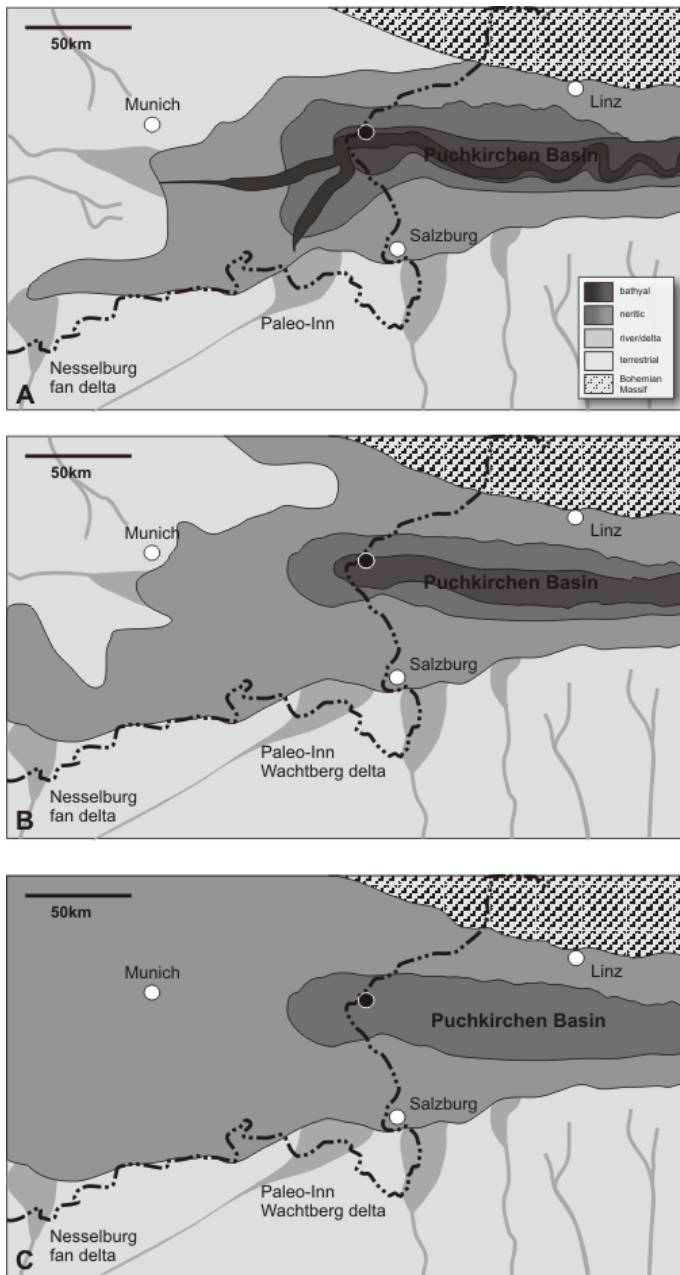 50km
Munich
Linz
Puchkirchen Basin
Salzburg
Paleo-Inn
Nesselburg
fan delta
A
bathyal
neritic
river/delta
terrestrial
Bohemian
Massif
50km
Munich
Linz
Puchkirchen Basin
Salzburg
Paleo-Inn
Wachtberg delta
Nesselburg
fan delta
B
50km
Munich
Linz
Puchkirchen Basin
Salzburg
Paleo-Inn
Wachtberg delta
Nesselburg
fan delta
C